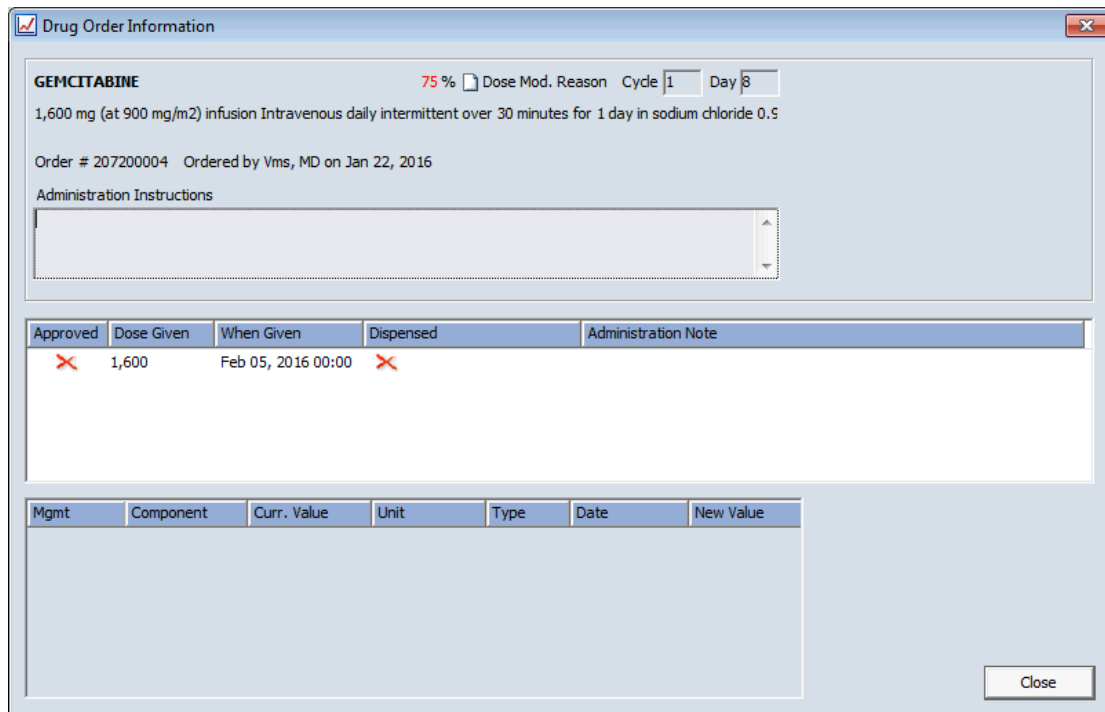 Drug Order Information
GEMCITABINE 75 % Dose Mod. Reason Cycle 1 Day 8
1,600 mg (at 900 mg/m2) infusion Intravenous daily intermittent over 30 minutes for 1 day in sodium chloride 0.9
Order # 207200004 Ordered by Vms, MD on Jan 22, 2016
Administration Instructions
Approved Dose Given When Given Dispensed Administration Note
1,600 Feb 05, 2016 00:00
Mgmt Component Curr. Value Unit Type Date New Value
Close